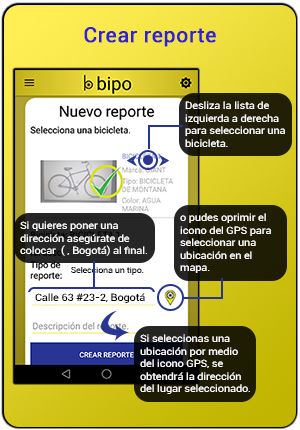 Crear reporte
bipo
Nuevo reporte
Desliza la lista de
izquierda a derecha
para seleccionar una
bicicleta.
Selecciona una bicicleta.
Marca: GIANT
Tipo: BICICLETA
DE MONTAÑA
Color: AGUA
MARINA
Si quieres poner una
dirección asegúrate de
colocar ( , Bogotá) al final.
o pudes oprimir el
icono del GPS para
seleccionar una
ubicación en el
mapa.
Tipo de
reporte:
Selecciona un tipo.
Calle 63 #23-2, Bogotá
Descripción del reporte.
Si seleccionas una
ubicación por medio
del icono GPS, se
obtendrá la dirección
del lugar seleccionado.
CREAR REPORTE